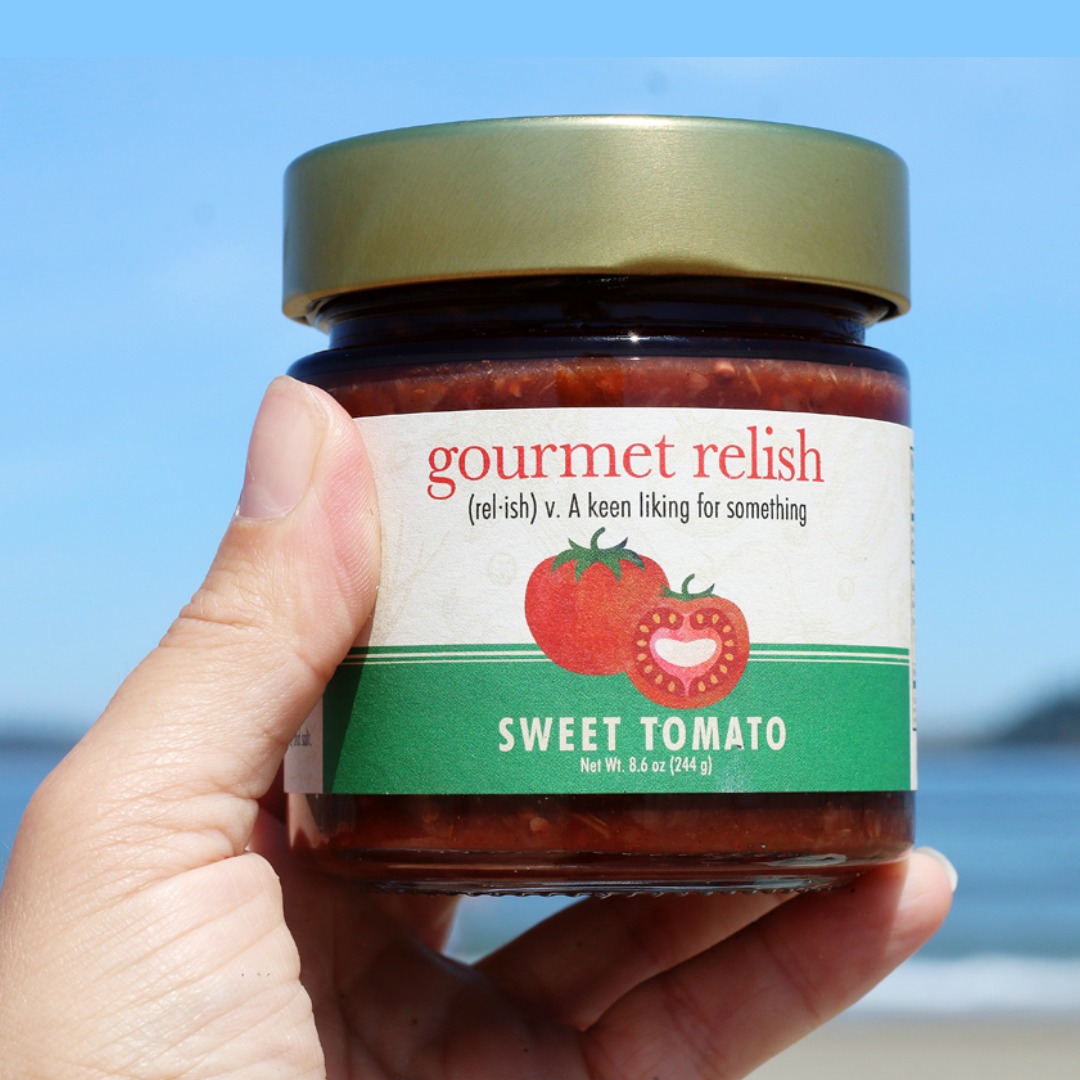 gourmet relish
(rel·ish) v. A keen liking for something
SWEET TOMATO
Net Wt. 8.6 oz (244 g)